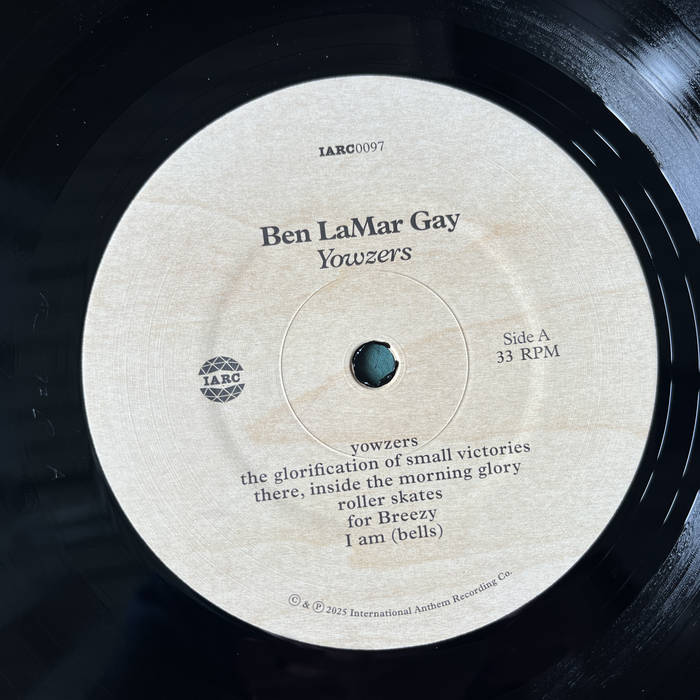 IARC0097
Ben LaMar Gay
Yowzers
Side A
33 RPM
IARC
yowzers
the glorification of small victories
there, inside the morning glory
roller skates
for Breezy
I am (bells)
© & ℗ 2025 International Anthem Recording Co.